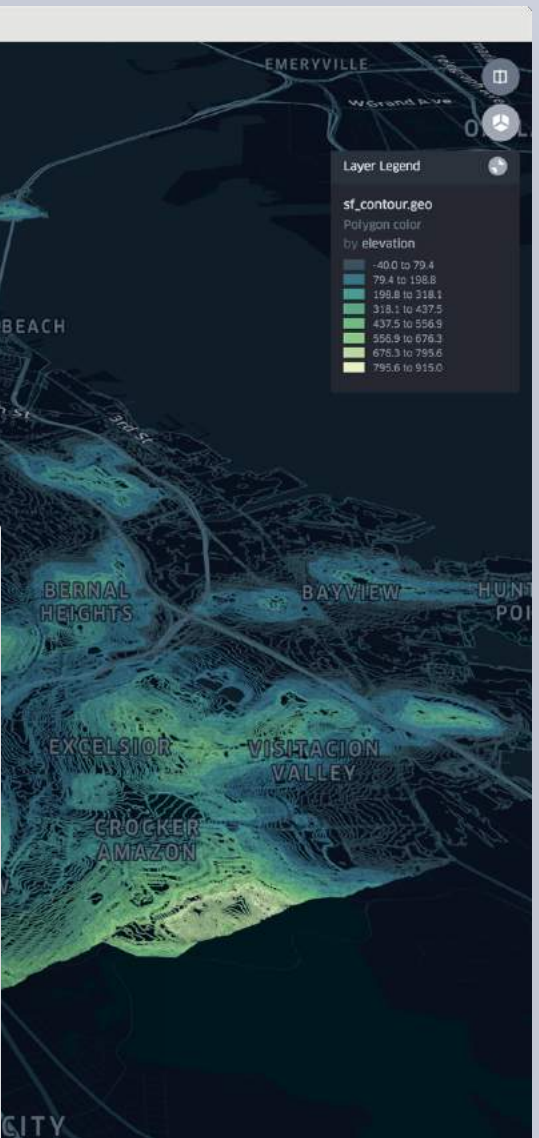 EMERYVILLE
W Grand Ave
Layer Legend
sf_contour.geo
Polygon color
by elevation
-40.0 to 79.4
79.4 to 198.8
198.8 to 318.1
318.1 to 437.5
437.5 to 556.9
556.9 to 676.3
676.3 to 795.6
795.6 to 915.0
BEACH
h St
3rd St
BERNAL
HEIGHTS
BAYVIEW
HUNT
POI
EXCELSIOR
VISITACION
VALLEY
CROCKER
AMAZON
CITY